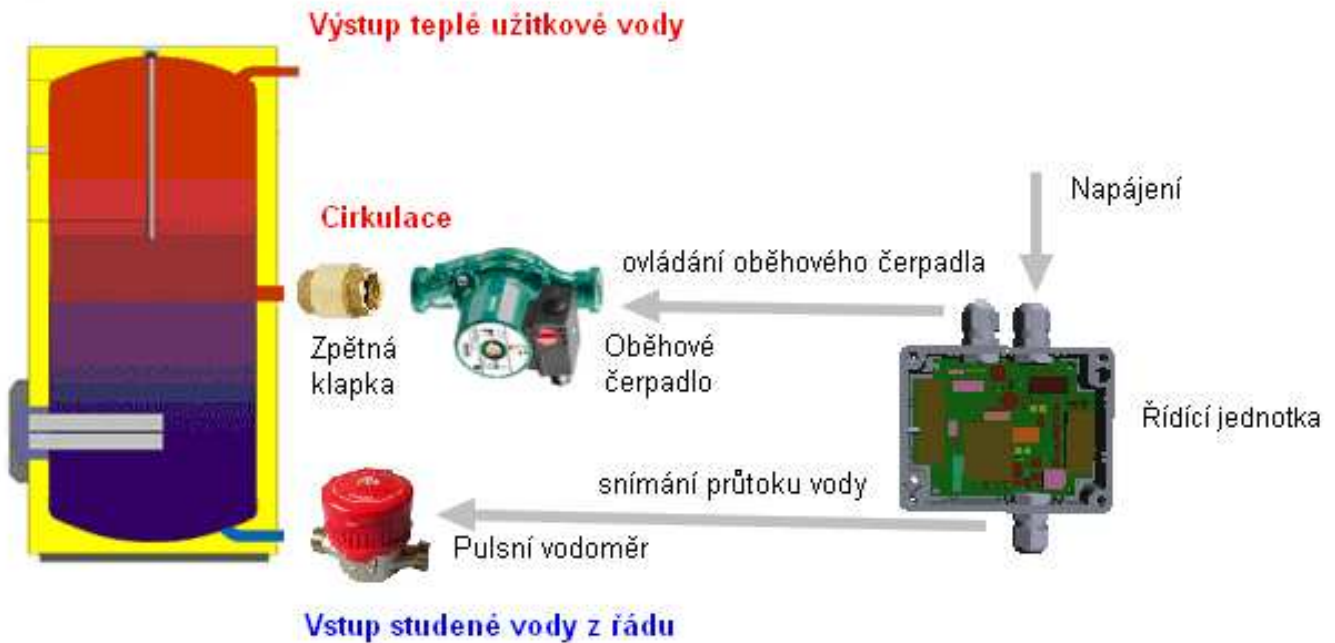 Výstup teplé užitkové vody
Napájení
Cirkulace
ovládání oběhového čerpadla
Zpětná
klapka
Oběhové
čerpadlo
Řídící jednotka
snímání průtoku vody
Pulsní vodoměr
Vstup studené vody z řádu